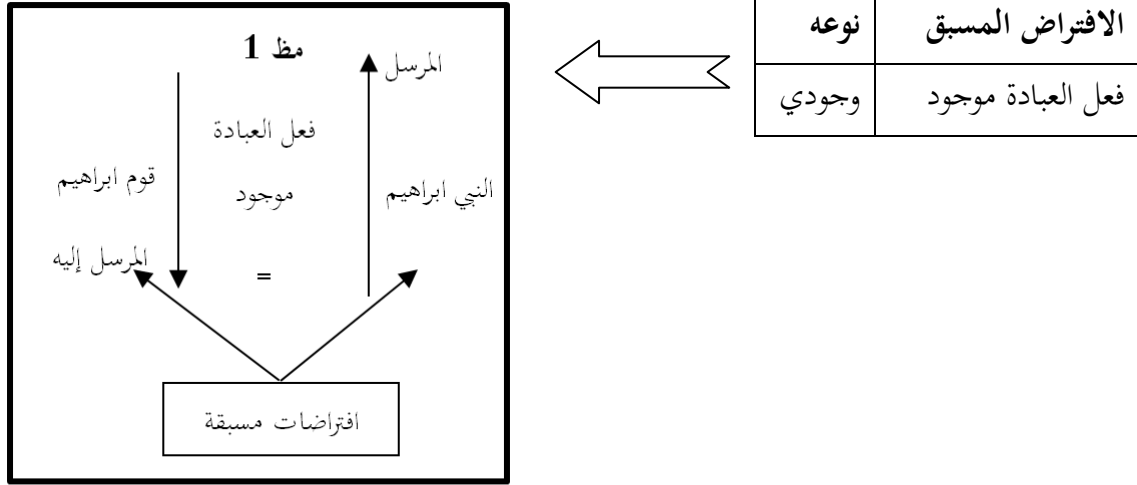 الافتراض المسبق نوعه
فعل العبادة موجود وجودي
مظ 1
المرسل
فعل العبادة
النبي ابراهيم
موجود
قوم ابراهيم
المرسل إليه
=
افتراضات مسبقة